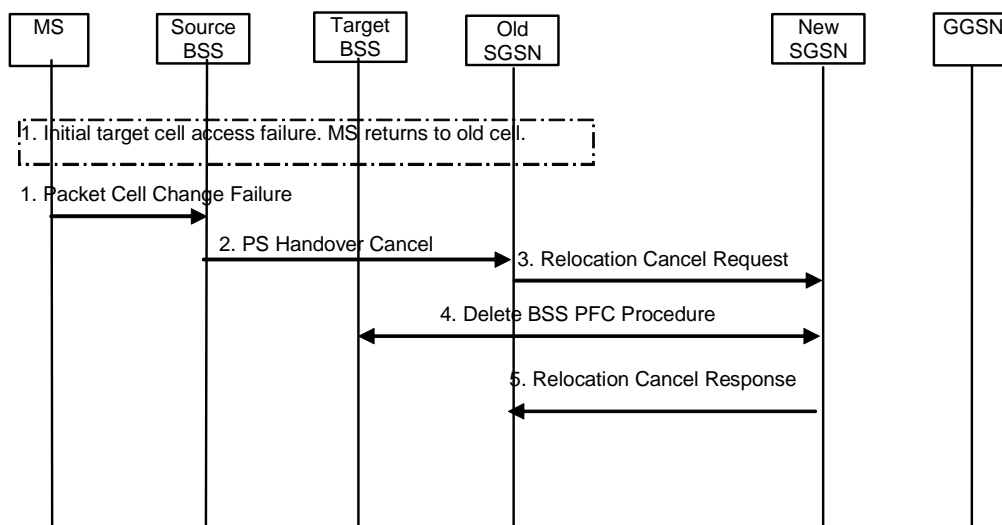 MS
Source
BSS
Target
BSS
Old
SGSN
New
SGSN
GGSN
1. Initial target cell access failure. MS returns to old cell.
1. Packet Cell Change Failure
2. PS Handover Cancel
3. Relocation Cancel Request
4. Delete BSS PFC Procedure
5. Relocation Cancel Response